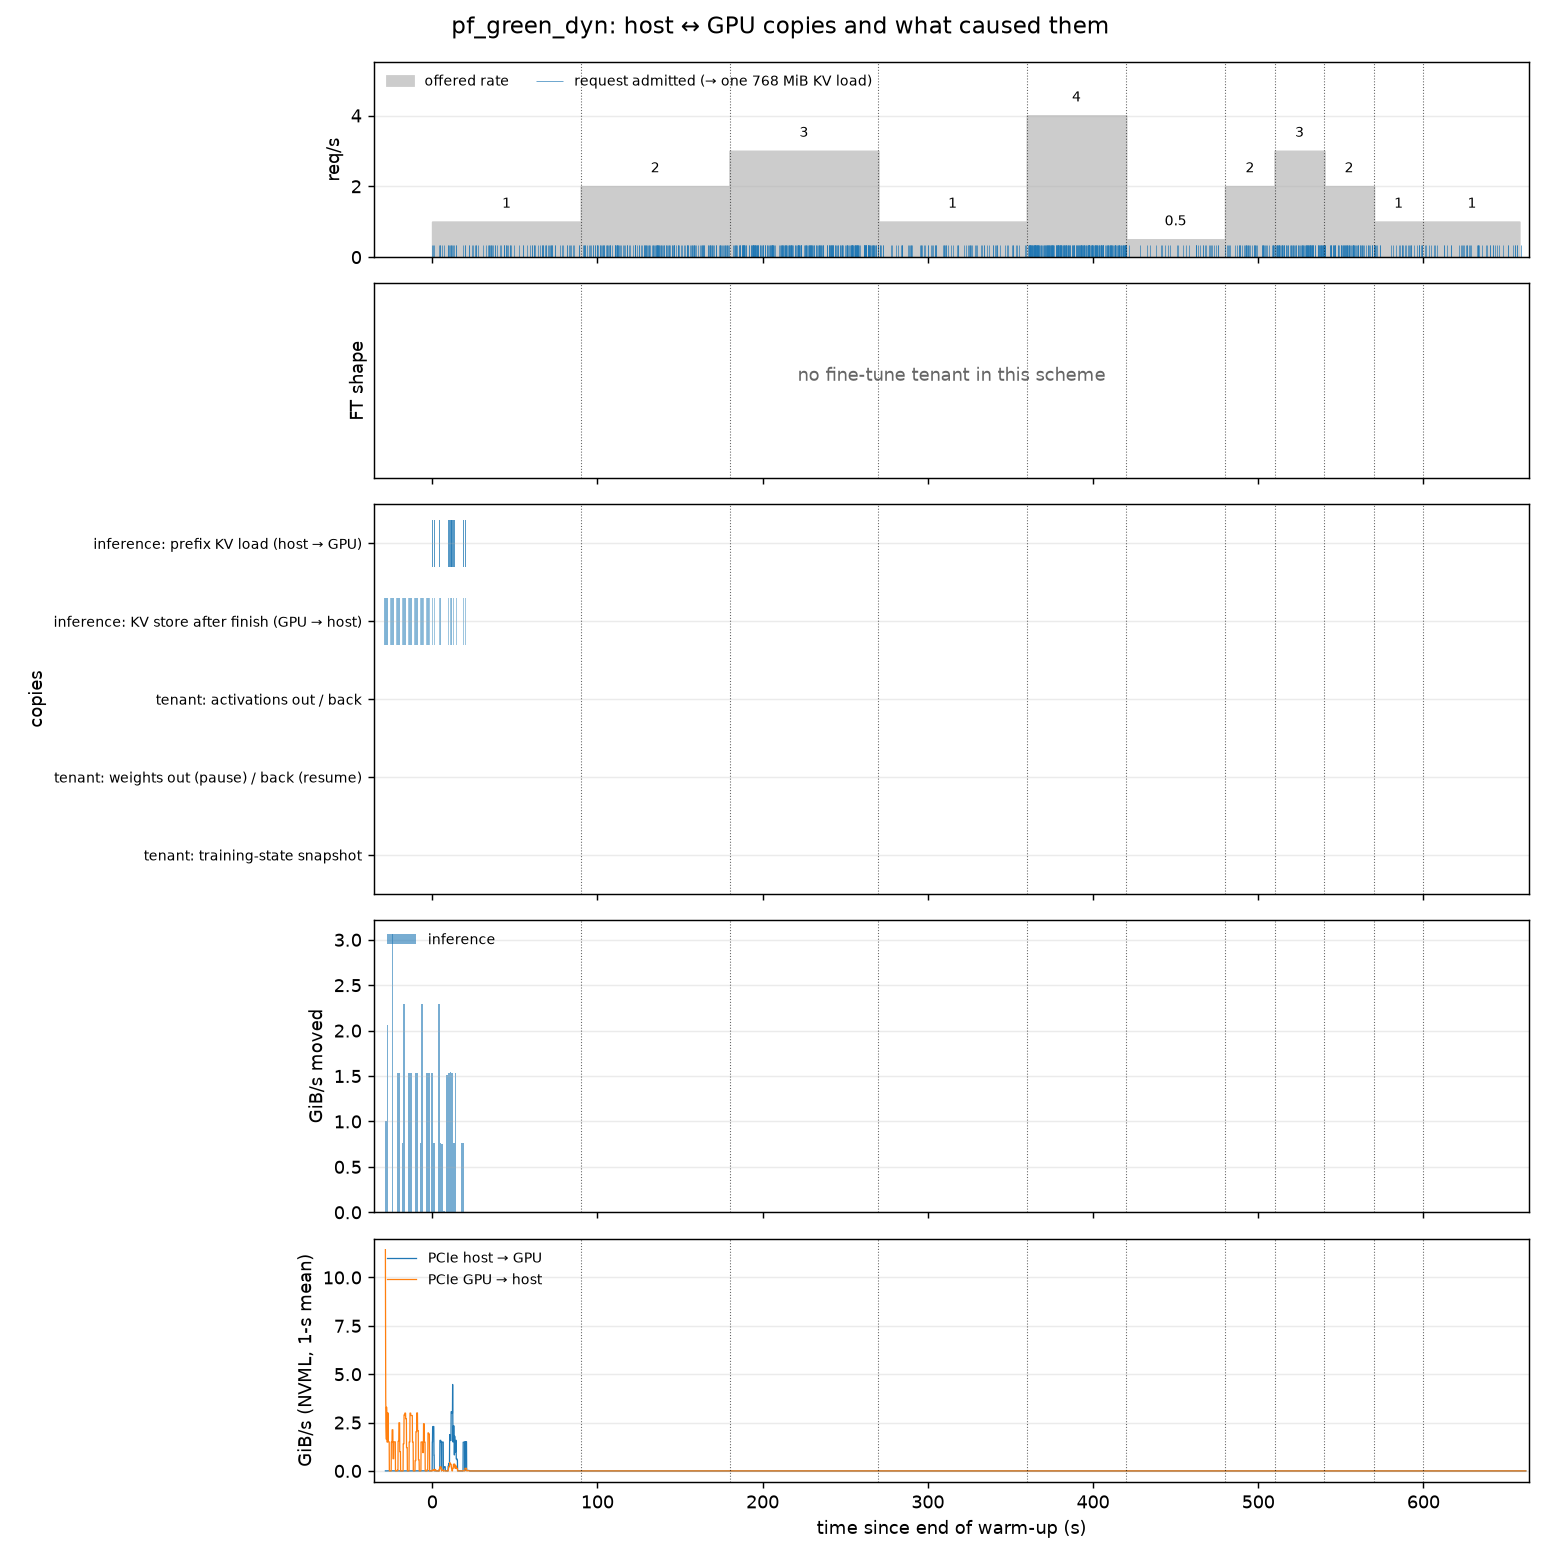 pf_green_dyn: host ↔ GPU copies and what caused them
offered rate
request admitted (→ one 768 MiB KV load)
req/s
4
2
0
1
2
3
1
4
0.5
2
3
2
1
1
FT shape
no fine-tune tenant in this scheme
copies
inference: prefix KV load (host → GPU)
inference: KV store after finish (GPU → host)
tenant: activations out / back
tenant: weights out (pause) / back (resume)
tenant: training-state snapshot
GiB/s moved
inference
3.0
2.5
2.0
1.5
1.0
0.5
0.0
GiB/s (NVML, 1-s mean)
PCIe host → GPU
PCIe GPU → host
10.0
7.5
5.0
2.5
0.0
0
100
200
300
400
500
600
time since end of warm-up (s)